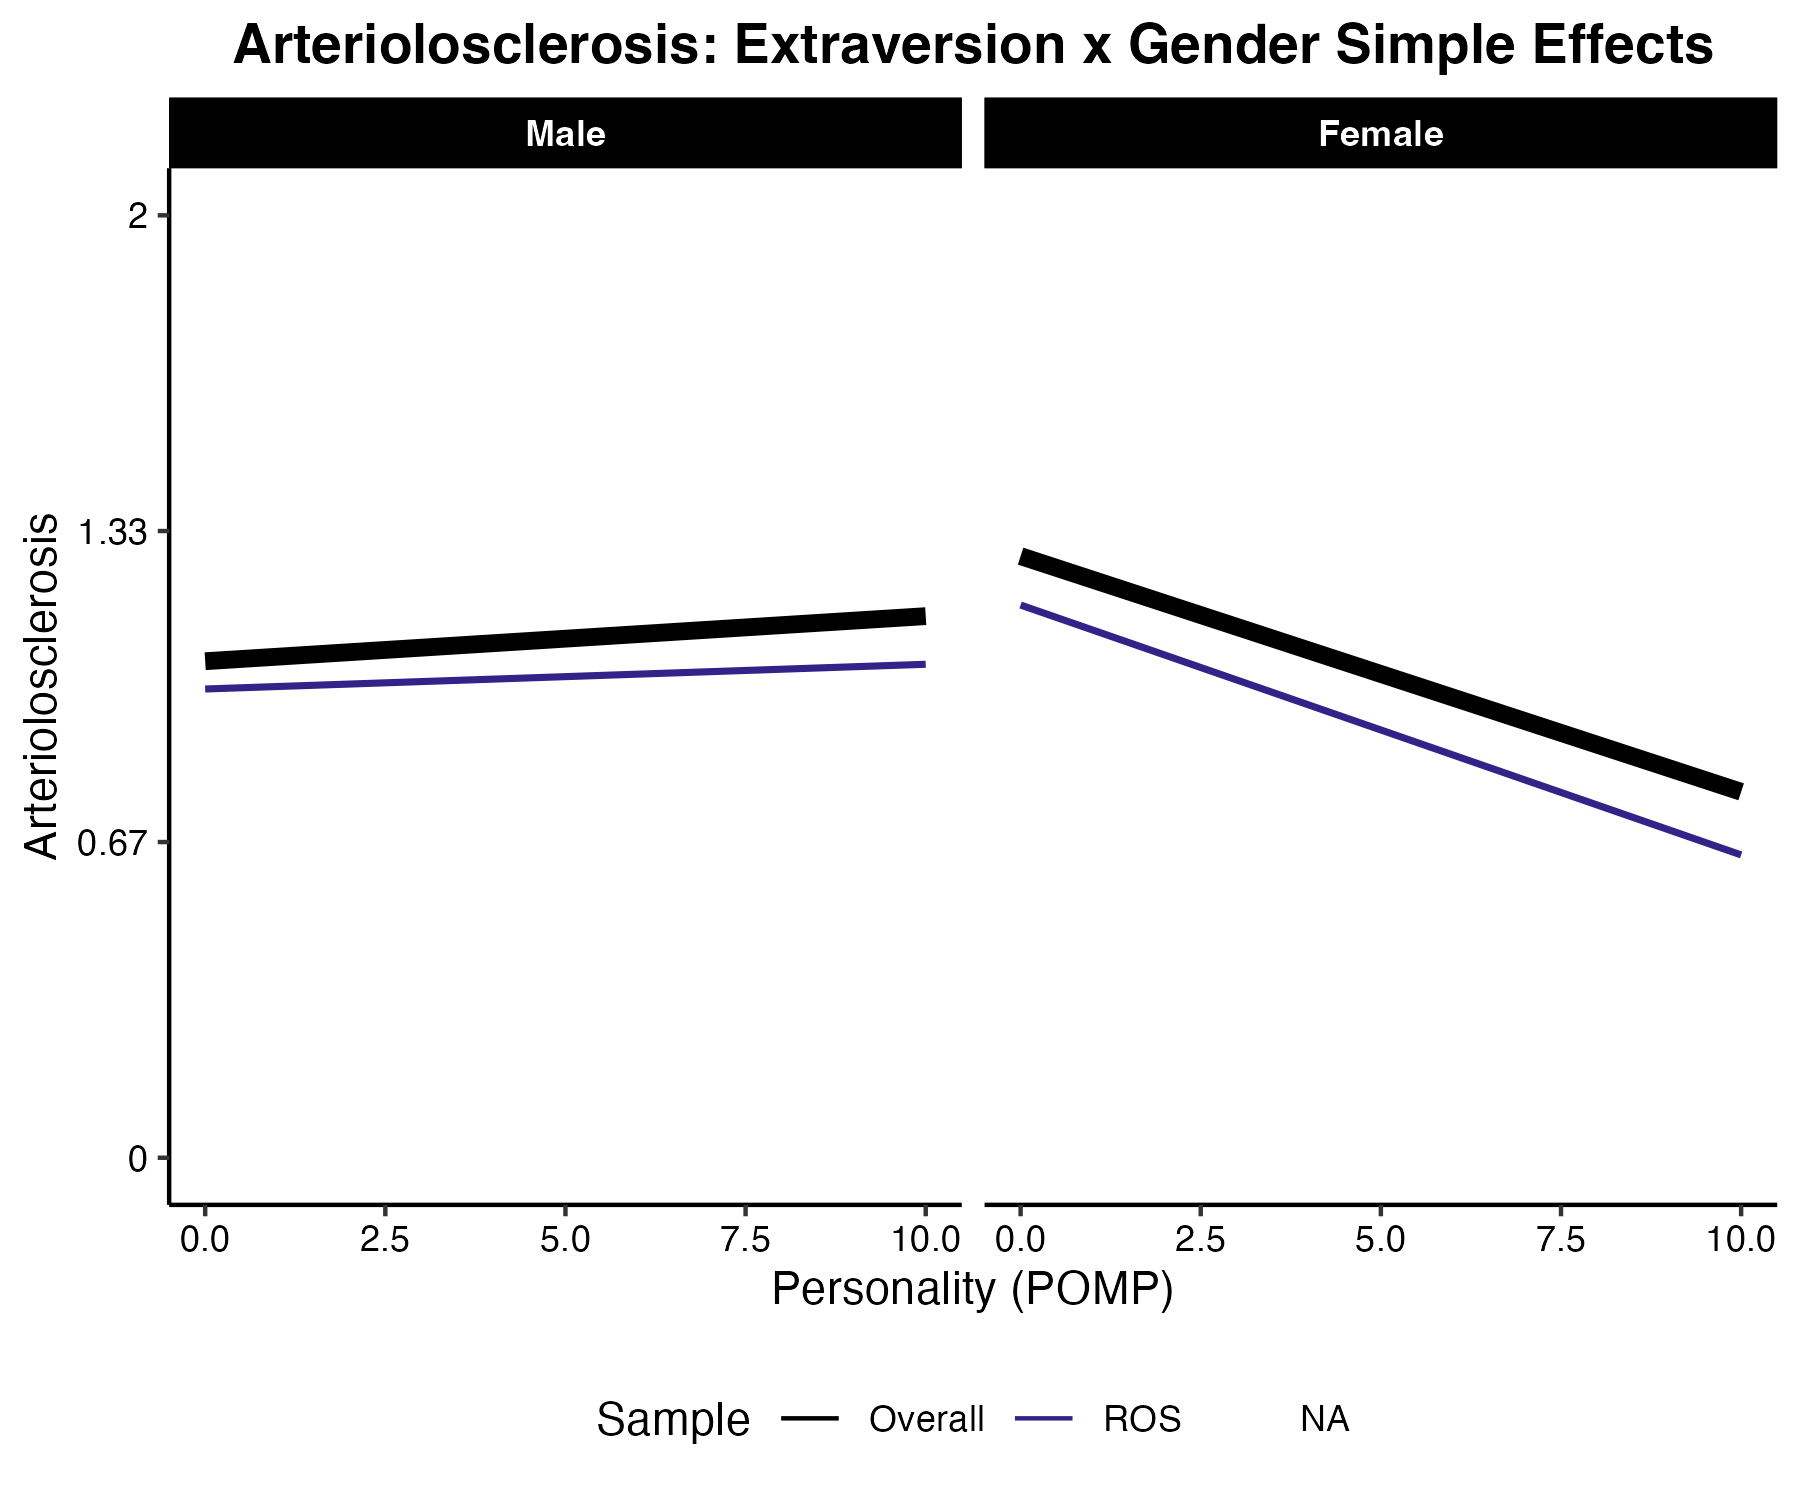 Arteriolosclerosis: Extraversion x Gender Simple Effects
Male Female
2
1.33
0.67
0
Arteriolosclerosis
0.0 2.5 5.0 7.5 10.0 0.0 2.5 5.0 7.5 10.0
Personality (POMP)
Sample Overall ROS NA